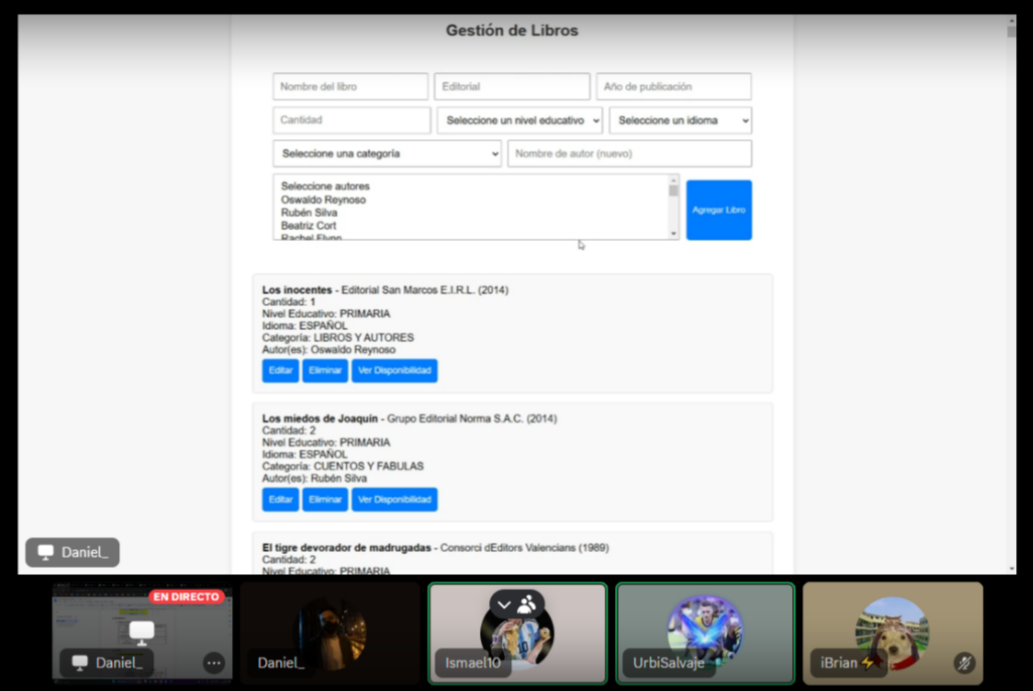 Gestión de Libros
Nombre del libro
Editorial
Año de publicación
Cantidad
Seleccione un nivel educativo
Seleccione un idioma
Seleccione una categoría
Nombre de autor (nuevo)
Seleccione autores
Oswaldo Reynoso
Rubén Silva
Beatriz Cort
Rachel Flynn
Agregar Libro
Los inocentes - Editorial San Marcos E.I.R.L. (2014)
Cantidad: 1
Nivel Educativo: PRIMARIA
Idioma: ESPAÑOL
Categoría: LIBROS Y AUTORES
Autor(es): Oswaldo Reynoso
Editar Eliminar Ver Disponibilidad
Los miedos de Joaquín - Grupo Editorial Norma S.A.C. (2014)
Cantidad: 2
Nivel Educativo: PRIMARIA
Idioma: ESPAÑOL
Categoría: CUENTOS Y FABULAS
Autor(es): Rubén Silva
Editar Eliminar Ver Disponibilidad
El tigre devorador de madrugadas - Consorci dEditors Valencians (1989)
Cantidad: 2
Nivel Educativo: PRIMARIA
Daniel_
EN DIRECTO
Daniel_
Daniel_
10
Ismael10
UrbiSalvaje
iBrian⚡